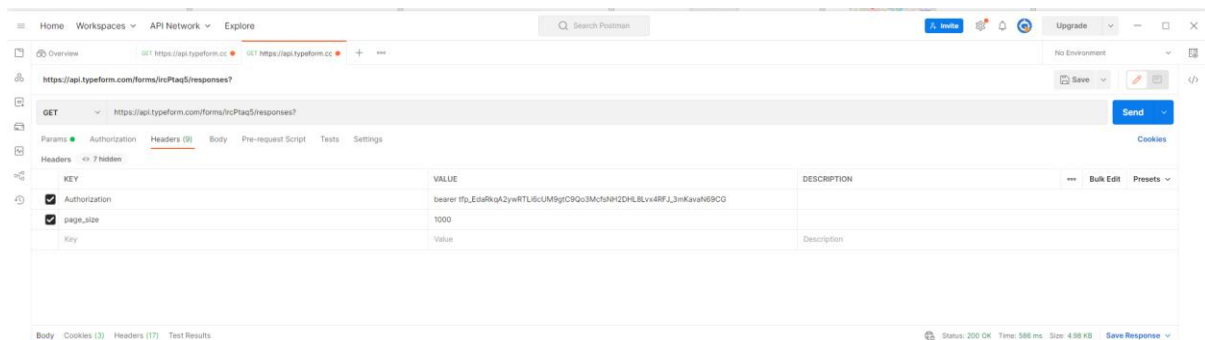 Home Workspaces API Network Explore Search Postman Invite Upgrade
Overview GET https://api.typeform.cc GET https://api.typeform.cc + No Environment
https://api.typeform.com/forms/ircPtaq5/responses? Save
GET https://api.typeform.com/forms/ircPtaq5/responses? Send
Params Authorization Headers (9) Body Pre-request Script Tests Settings Cookies
Headers 7 hidden
KEY VALUE DESCRIPTION Bulk Edit Presets
Authorization bearer
page_size 1000
Key Value Description
Body Cookies (3) Headers (17) Test Results Status: 200 OK Time: 586 ms Size: 4.98 KB Save Response